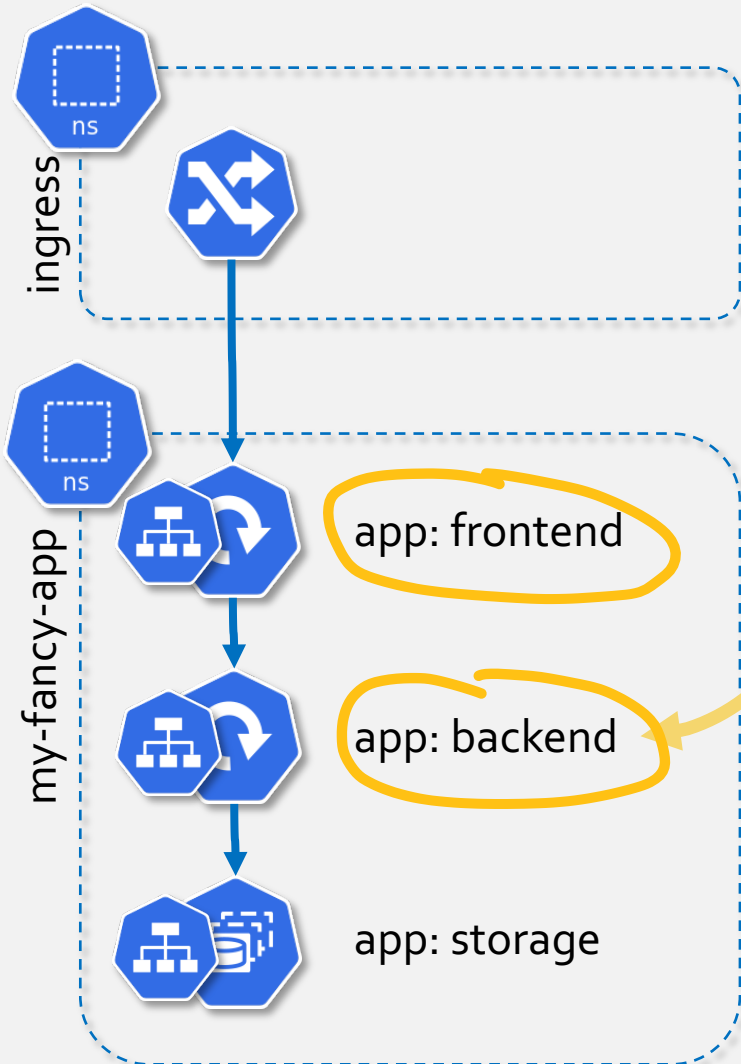 ns
ingress
ns
my-fancy-app
app: frontend
app: backend
app: storage